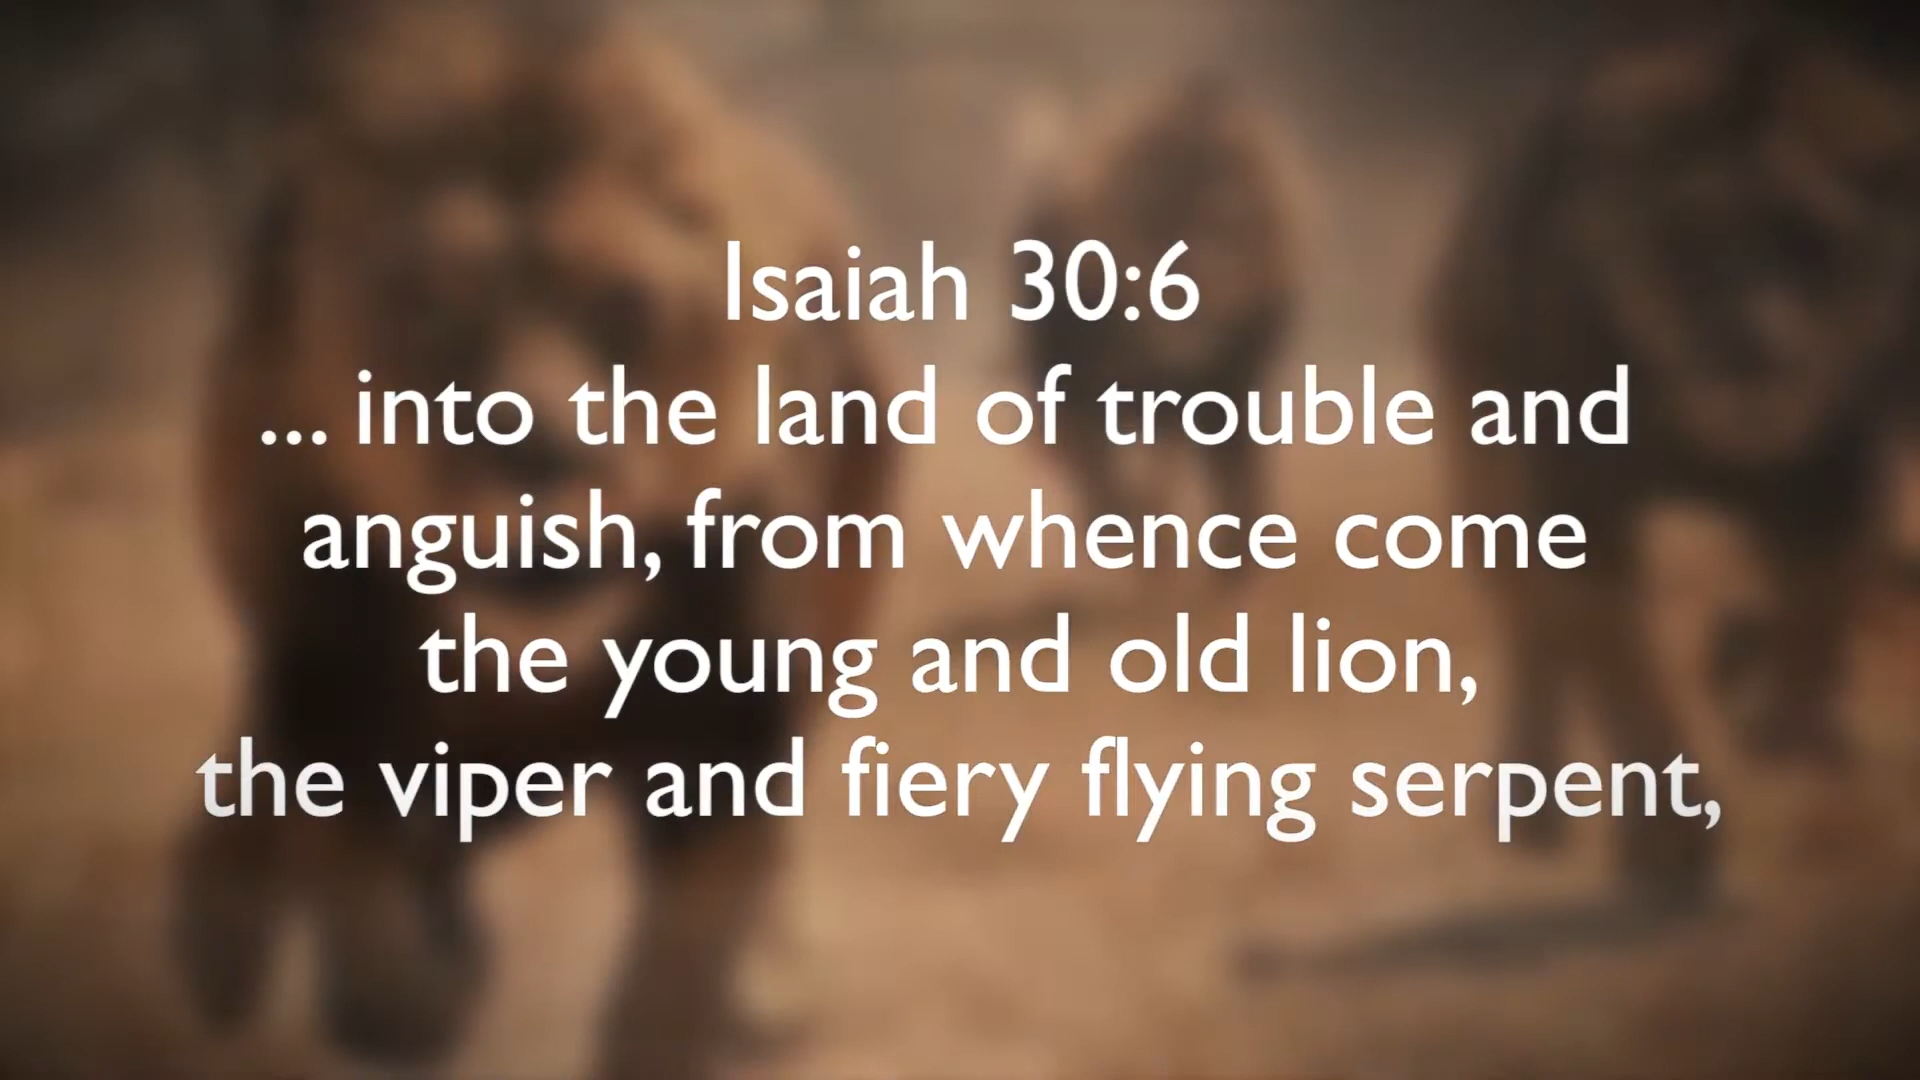 Isaiah 30:6
... into the land of trouble and
anguish, from whence come
the young and old lion,
the viper and fiery flying serpent,